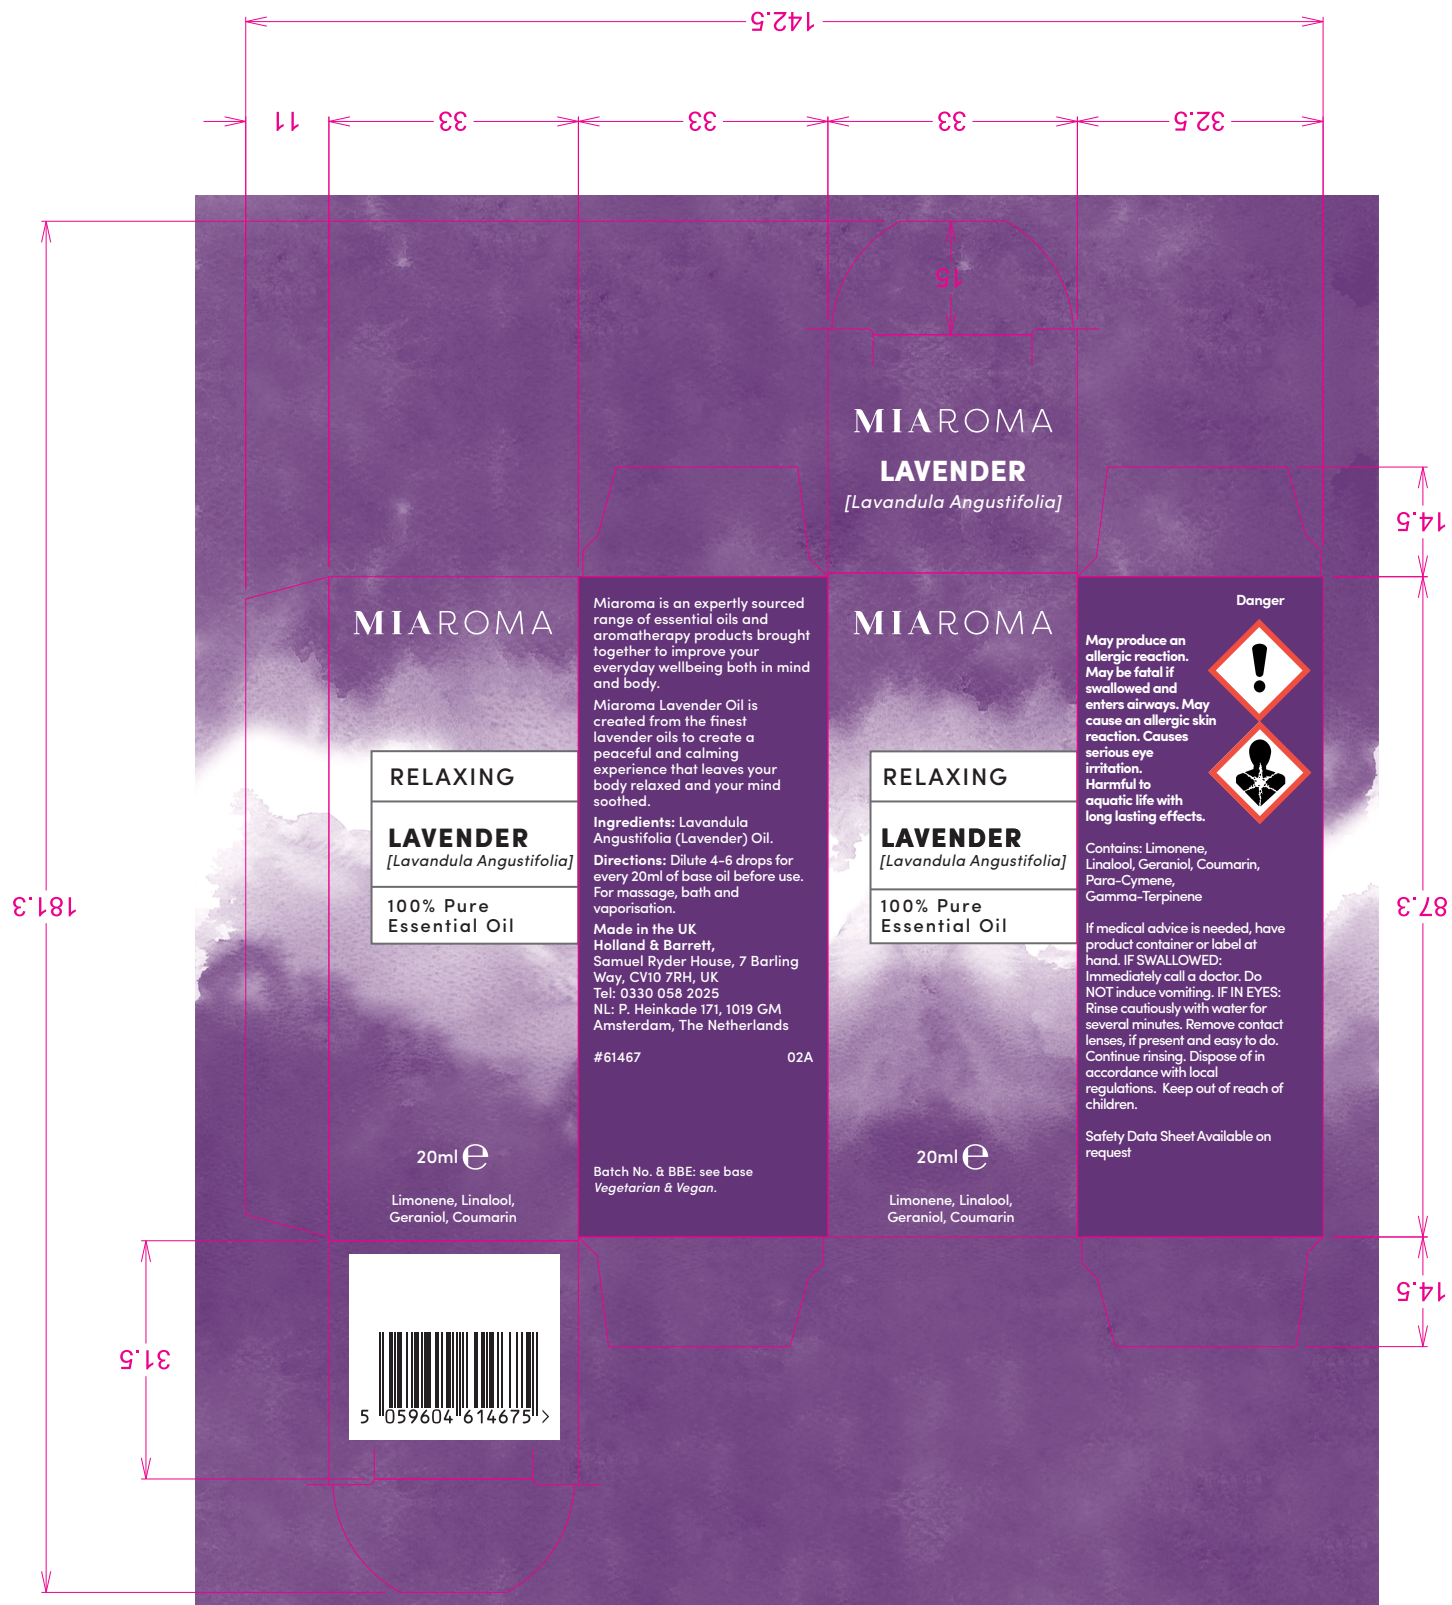 142.5
11
33
33
33
32.5
15
MIAROMA
LAVENDER
[Lavandula Angustifolia]
14.5
181.3
MIAROMA
RELAXING
LAVENDER
[Lavandula Angustifolia]
100% Pure
Essential Oil
20ml ℮
Limonene, Linalool,
Geraniol, Coumarin
Miaroma is an expertly sourced
range of essential oils and
aromatherapy products brought
together to improve your
everyday wellbeing both in mind
and body.
Miaroma Lavender Oil is
created from the finest
lavender oils to create a
peaceful and calming
experience that leaves your
body relaxed and your mind
soothed.
Ingredients: Lavandula
Angustifolia (Lavender) Oil.
Directions: Dilute 4-6 drops for
every 20ml of base oil before use.
For massage, bath and
vaporisation.
Made in the UK
Holland & Barrett,
Samuel Ryder House, 7 Barling
Way, CV10 7RH, UK
Tel: 0330 058 2025
NL: P. Heinkade 171, 1019 GM
Amsterdam, The Netherlands
#61467 02A
Batch No. & BBE: see base
Vegetarian & Vegan.
MIAROMA
RELAXING
LAVENDER
[Lavandula Angustifolia]
100% Pure
Essential Oil
20ml ℮
Limonene, Linalool,
Geraniol, Coumarin
Danger
May produce an
allergic reaction.
May be fatal if
swallowed and
enters airways. May
cause an allergic skin
reaction. Causes
serious eye
irritation.
Harmful to
aquatic life with
long lasting effects.
Contains: Limonene,
Linalool, Geraniol, Coumarin,
Para-Cymene,
Gamma-Terpinene
If medical advice is needed, have
product container or label at
hand. IF SWALLOWED:
Immediately call a doctor. Do
NOT induce vomiting. IF IN EYES:
Rinse cautiously with water for
several minutes. Remove contact
lenses, if present and easy to do.
Continue rinsing. Dispose of in
accordance with local
regulations. Keep out of reach of
children.
Safety Data Sheet Available on
request
87.3
14.5
31.5
5 059604 614675 >